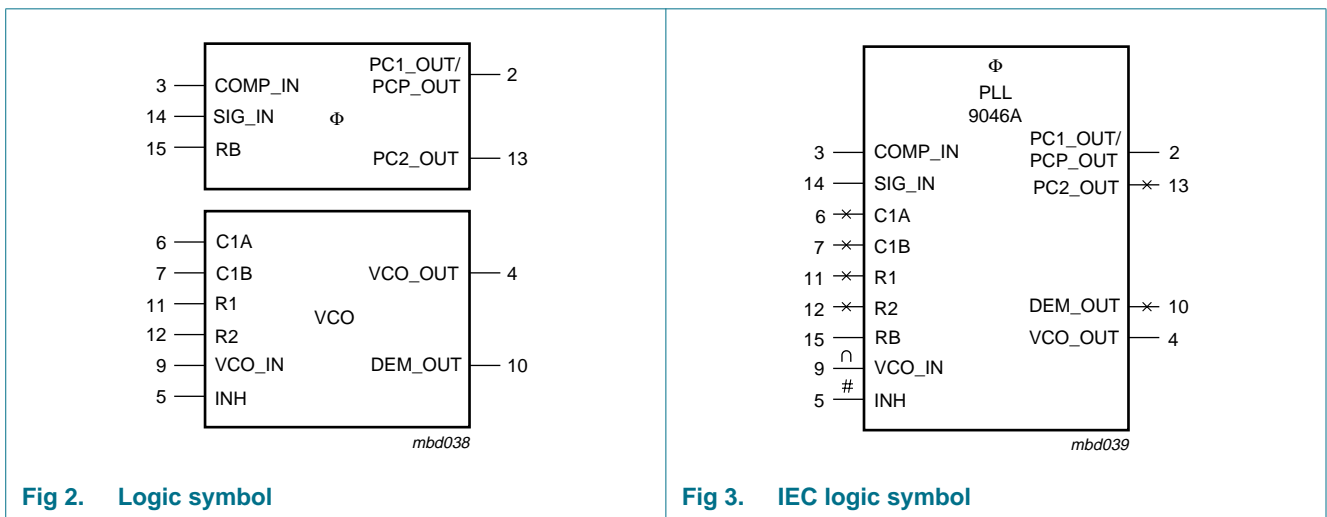 3 COMP_IN PC1_OUT/ 2
PCP_OUT
14 SIG_IN Φ
15 RB PC2_OUT 13
6 C1A
7 C1B VCO_OUT 4
11 R1
VCO
12 R2
9 VCO_IN DEM_OUT 10
5 INH
mbd038
Fig 2. Logic symbol
Φ
PLL
9046A
3 COMP_IN PC1_OUT/ 2
PCP_OUT
14 SIG_IN PC2_OUT 13
6 C1A
7 C1B
11 R1
12 R2 DEM_OUT 10
15 RB VCO_OUT 4
∩
9 VCO_IN
#
5 INH
mbd039
Fig 3. IEC logic symbol